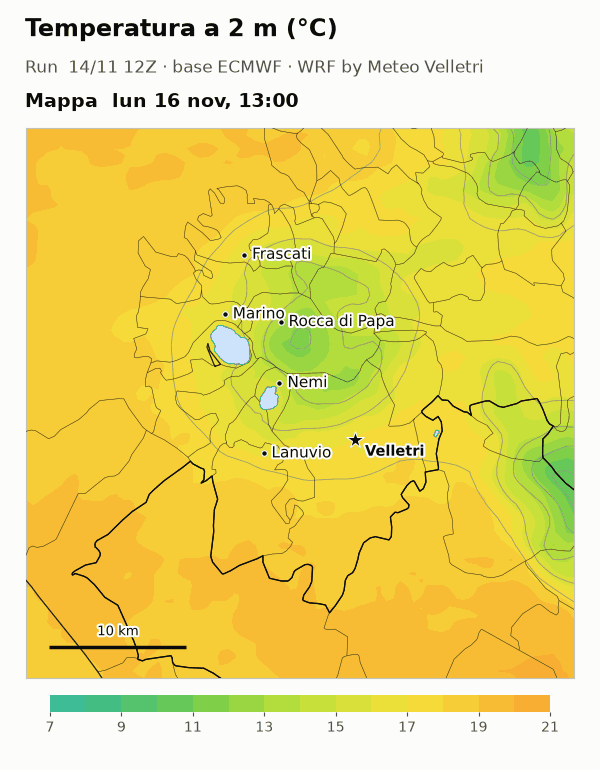 Temperatura a 2 m (°C)
Run 14/11 12Z · base ECMWF · WRF by Meteo Velletri
Mappa lun 16 nov, 13:00
Frascati
Marino
Rocca di Papa
Nemi
Velletri
Lanuvio
10 km
7 9 11 13 15 17 19 21